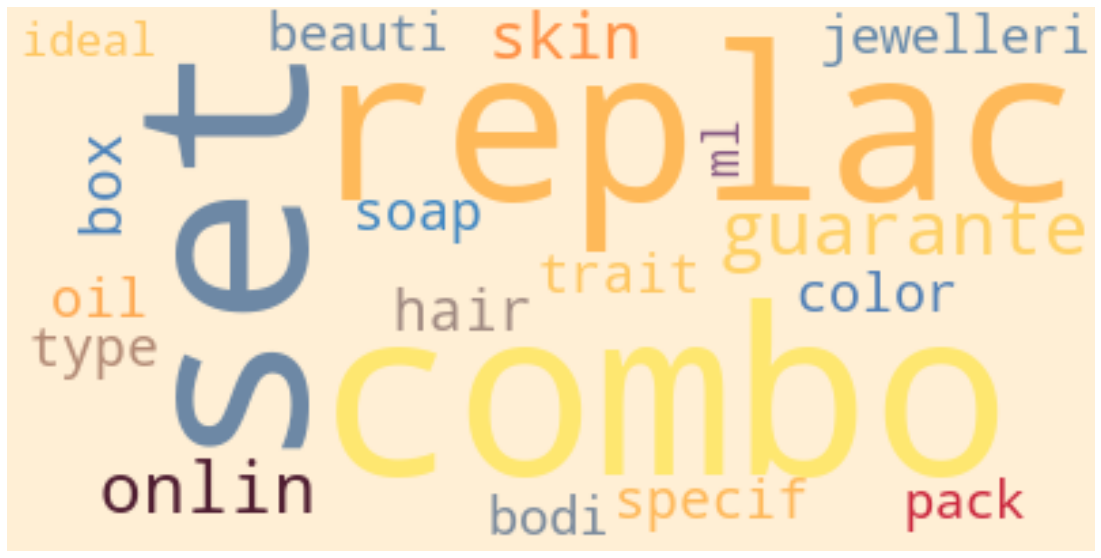 ideal
beauti
skin
jewelleri
set
replac
ml
box
soap
guarante
oil
trait
color
type
hair
combo
onlin
bodi
specif
pack